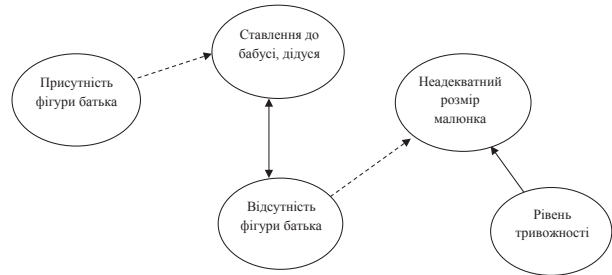 Ставлення до
бабусі, дідуся
Присутність
фігури батька
Неадекватний
розмір
малюнка
Відсутність
фігури батька
Рівень
тривожності